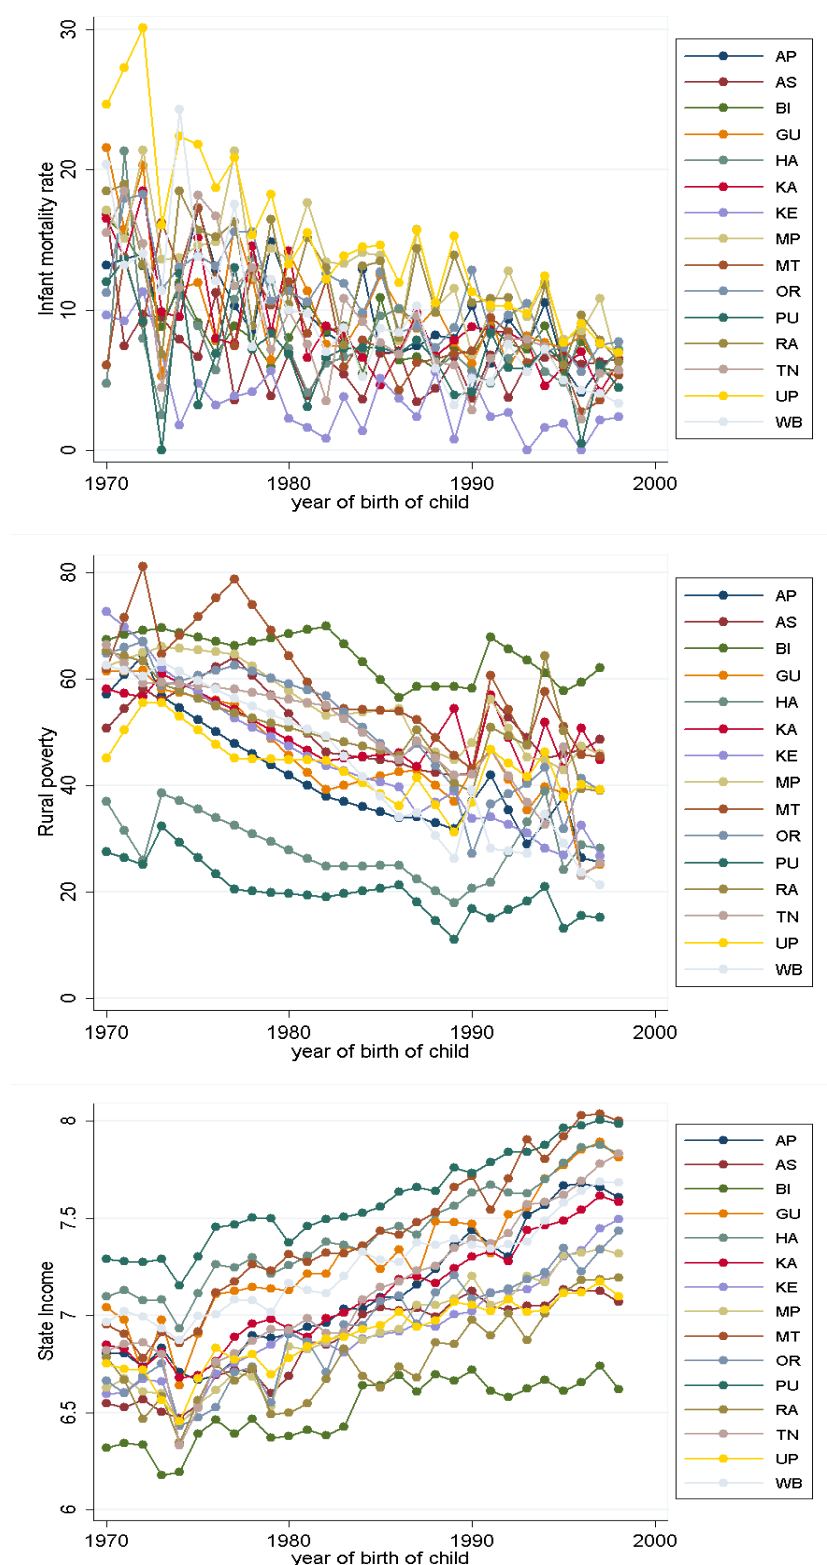 Infant mortality rate
30
20
10
0
1970 1980 1990 2000
year of birth of child
AP
AS
BI
GU
HA
KA
KE
MP
MT
OR
PU
RA
TN
UP
WB
Rural poverty
80
60
40
20
0
1970 1980 1990 2000
year of birth of child
AP
AS
BI
GU
HA
KA
KE
MP
MT
OR
PU
RA
TN
UP
WB
State Income
8
7.5
7
6.5
6
1970 1980 1990 2000
year of birth of child
AP
AS
BI
GU
HA
KA
KE
MP
MT
OR
PU
RA
TN
UP
WB